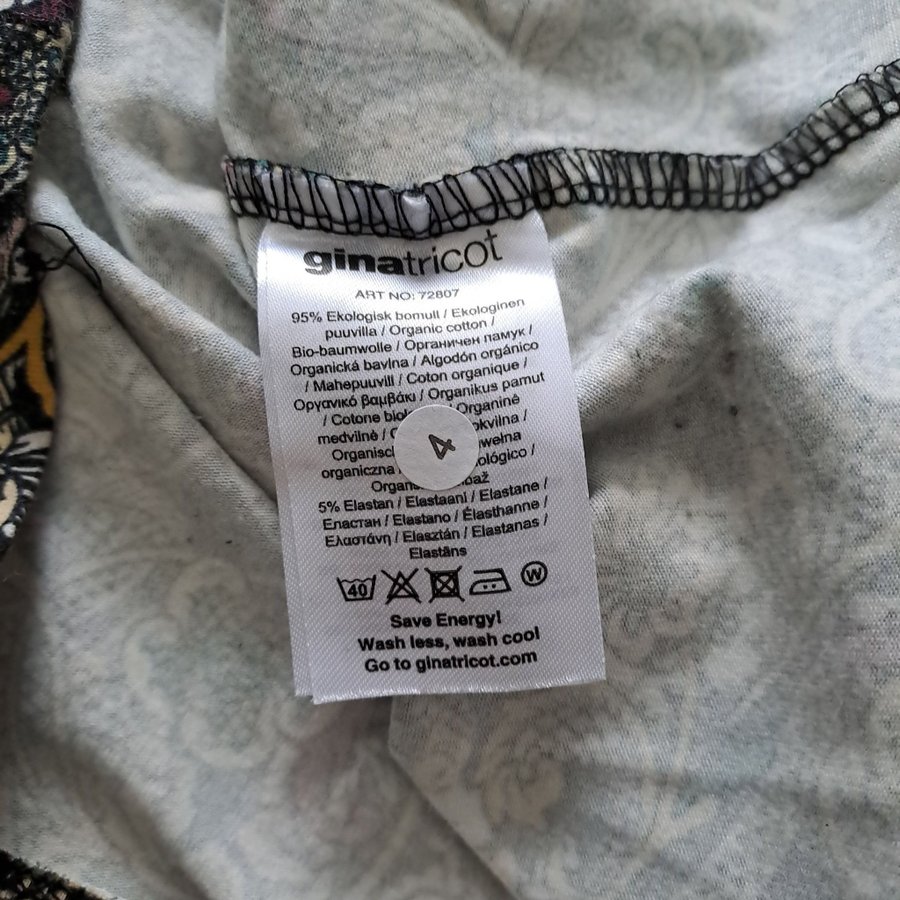 ginatricot
ART NO: 72807
95% Ekologisk bomull / Ekologinen
puuvilla / Organic cotton /
Bio-baumwolle / Органичен памук /
Organická bavlna / Algodón orgánico
/ Mahepuuvill / Coton organique /
Οργανικό βαμβάκι / Organikus pamut
/ Cotone Organinė
medvilnė /
4
organiczna
5% Elastan / Elastaani / Elastane /
Еластан / Elastano / Élasthanne /
Ελαστάνη / Elasztán / Elastanas /
Elastāns
40
W
Save Energy!
Wash less, wash cool
Go to ginatricot.com